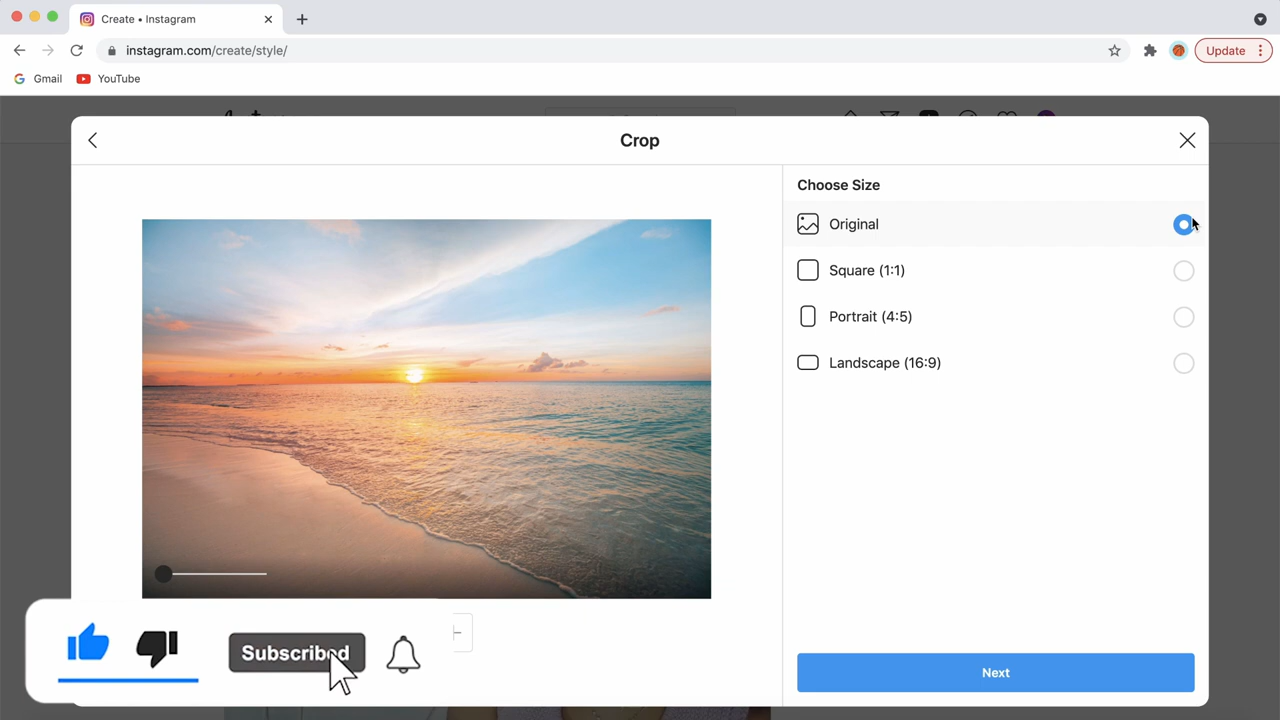 Create • Instagram
instagram.com/create/style/
Update
Gmail
YouTube
Crop
Choose Size
Original
Square (1:1)
Portrait (4:5)
Landscape (16:9)
Subscribed
Next